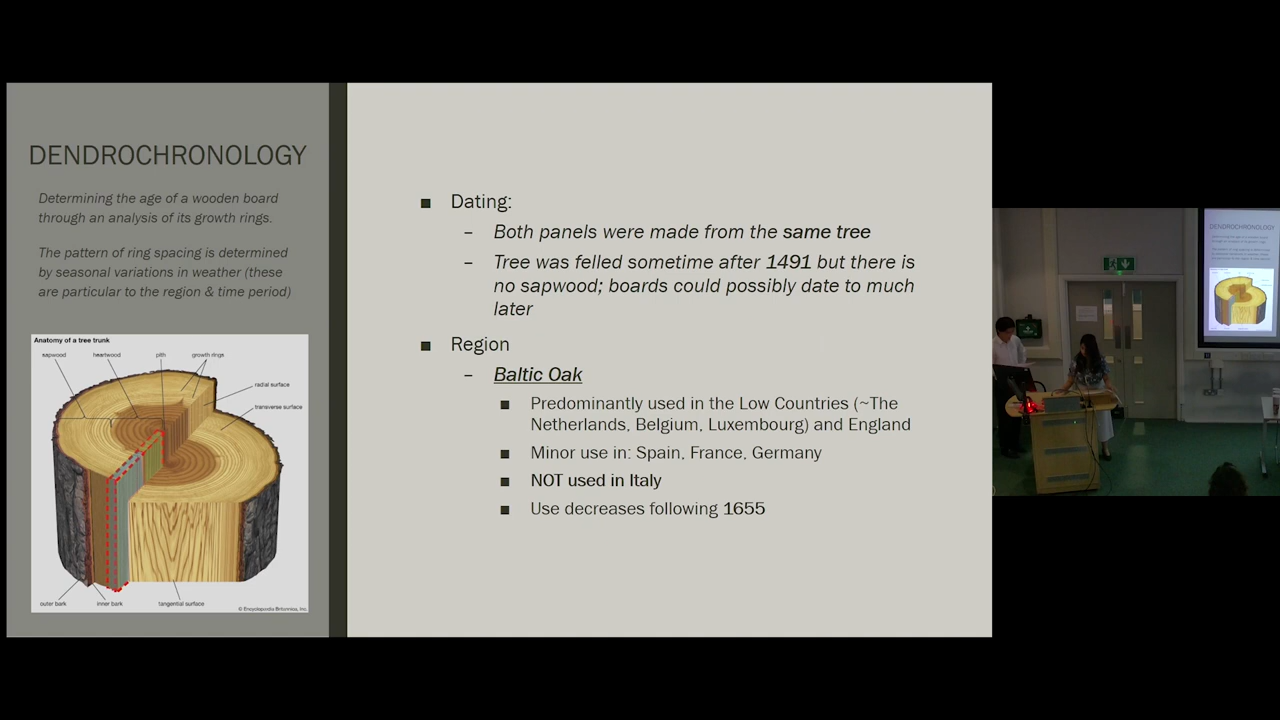 DENDROCHRONOLOGY
Determining the age of a wooden board
through an analysis of its growth rings.
The pattern of ring spacing is determined
by seasonal variations in weather (these
are particular to the region & time period)
Anatomy of a tree trunk
sapwood heartwood pith growth rings
radial surface
transverse surface
outer bark inner bark tangential surface
© Encyclopædia Britannica, Inc.
■ Dating:
– Both panels were made from the same tree
– Tree was felled sometime after 1491 but there is
no sapwood; boards could possibly date to much
later
■ Region
– Baltic Oak
■ Predominantly used in the Low Countries (~The
Netherlands, Belgium, Luxembourg) and England
■ Minor use in: Spain, France, Germany
■ NOT used in Italy
■ Use decreases following 1655
DENDROCHRONOLOGY